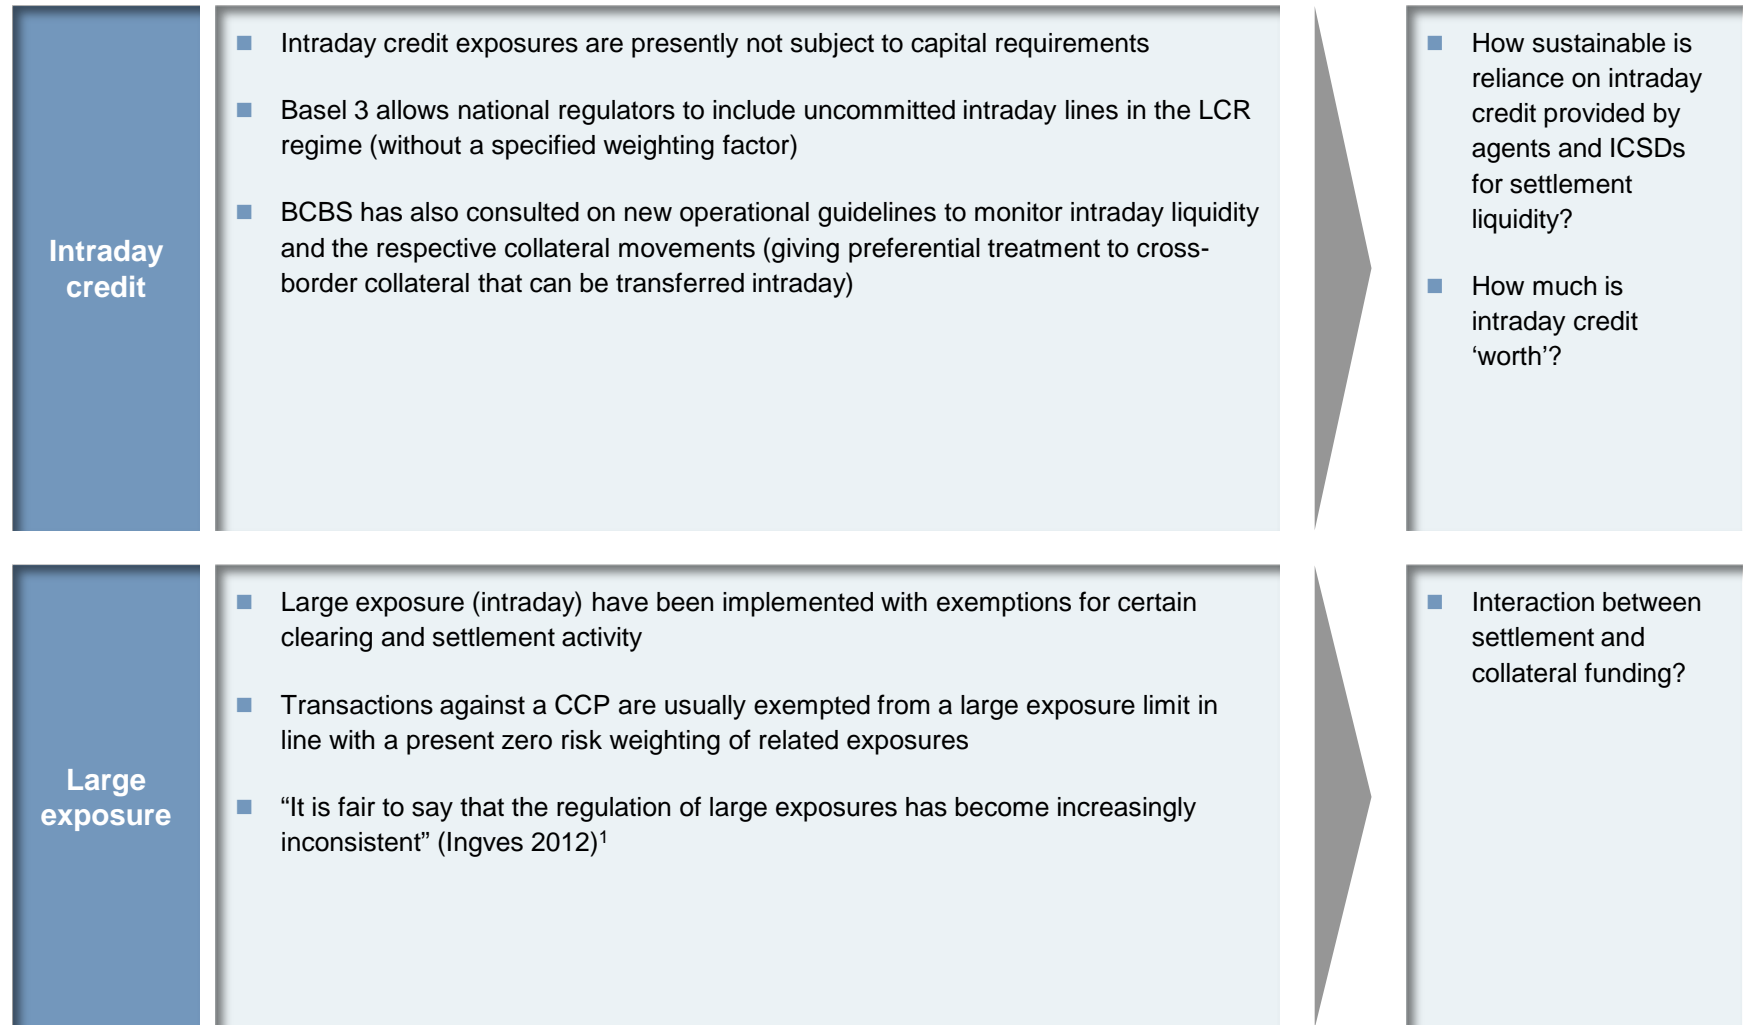 Intraday
credit
Intraday credit exposures are presently not subject to capital requirements
Basel 3 allows national regulators to include uncommitted intraday lines in the LCR
regime (without a specified weighting factor)
BCBS has also consulted on new operational guidelines to monitor intraday liquidity
and the respective collateral movements (giving preferential treatment to cross-
border collateral that can be transferred intraday)
How sustainable is
reliance on intraday
credit provided by
agents and ICSDs
for settlement
liquidity?
How much is
intraday credit
‘worth’?
Large
exposure
Large exposure (intraday) have been implemented with exemptions for certain
clearing and settlement activity
Transactions against a CCP are usually exempted from a large exposure limit in
line with a present zero risk weighting of related exposures
“It is fair to say that the regulation of large exposures has become increasingly
inconsistent” (Ingves 2012)¹
Interaction between
settlement and
collateral funding?